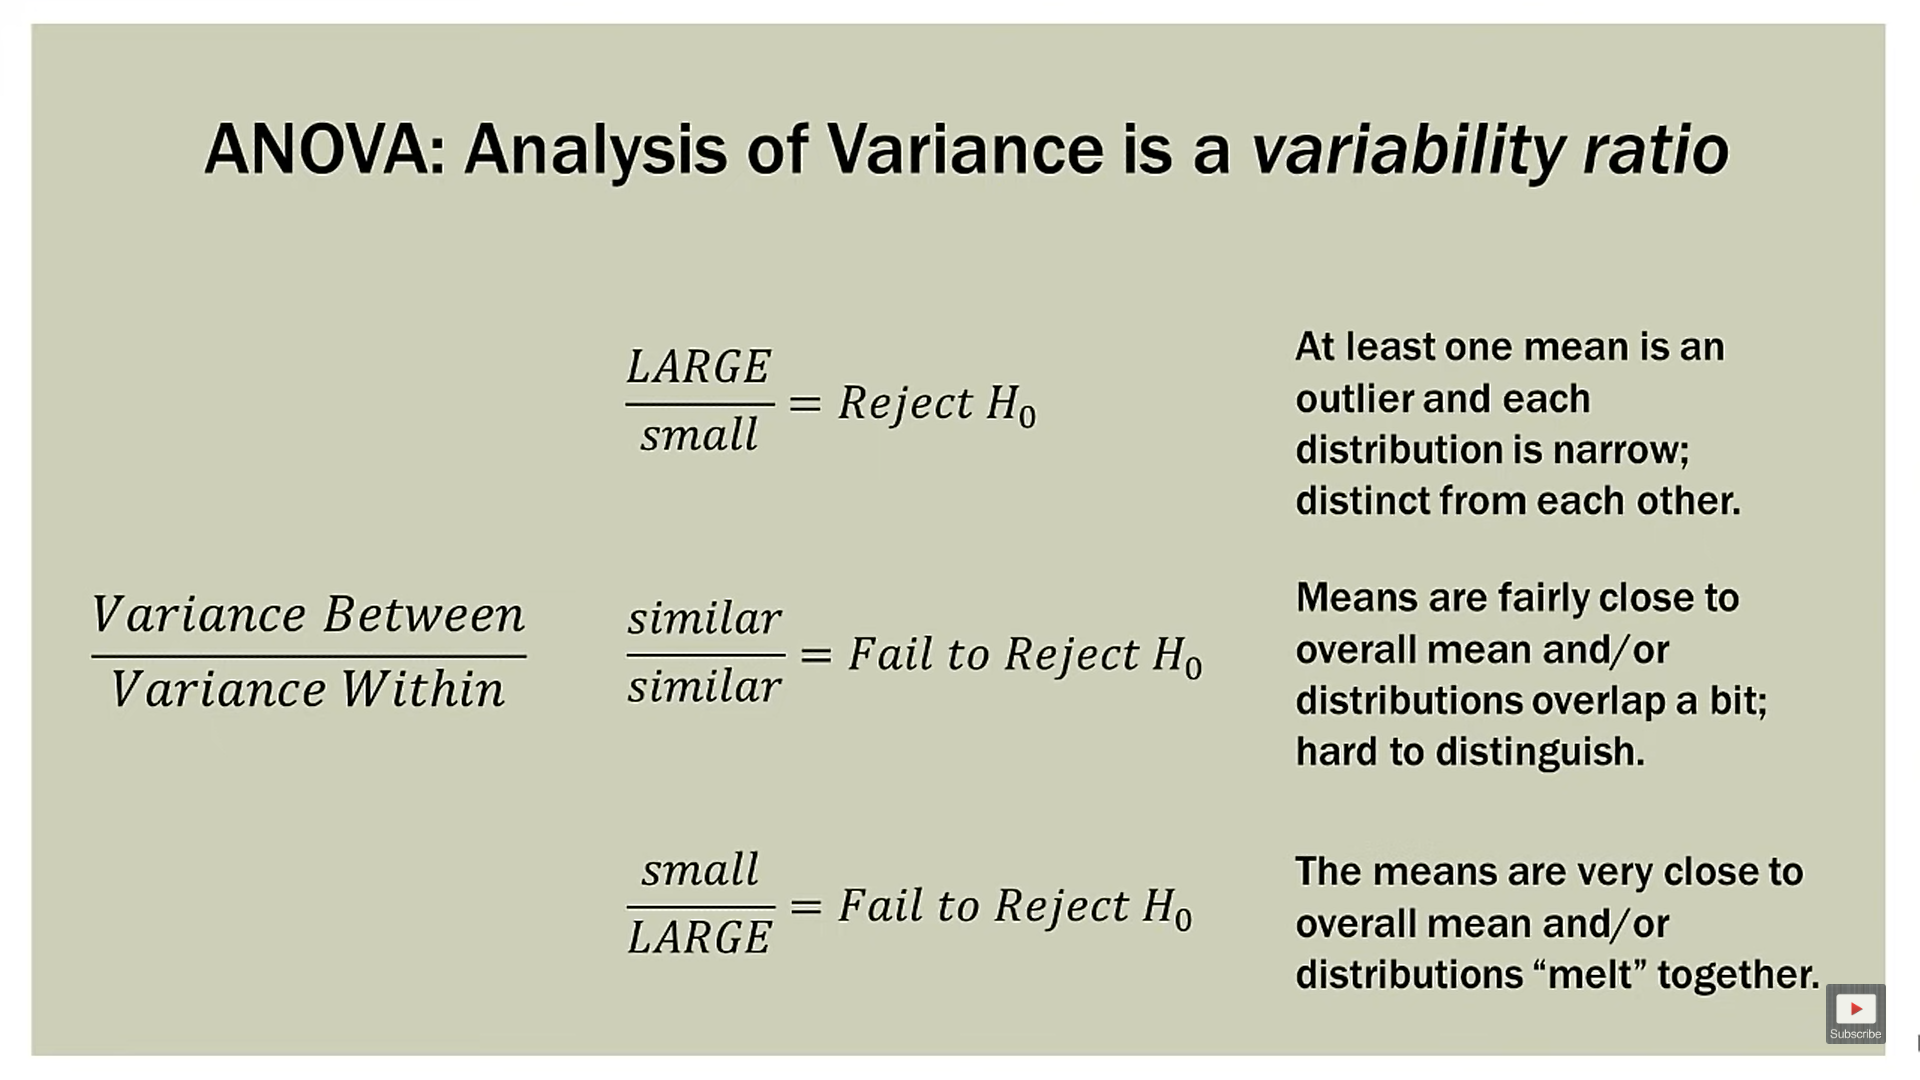 ANOVA: Analysis of Variance is a variability ratio
LARGE
small
= Reject H₀
At least one mean is an
outlier and each
distribution is narrow;
distinct from each other.
Variance Between
Variance Within
similar
similar
= Fail to Reject H₀
Means are fairly close to
overall mean and/or
distributions overlap a bit;
hard to distinguish.
small
LARGE
= Fail to Reject H₀
The means are very close to
overall mean and/or
distributions “melt” together.
Subscribe